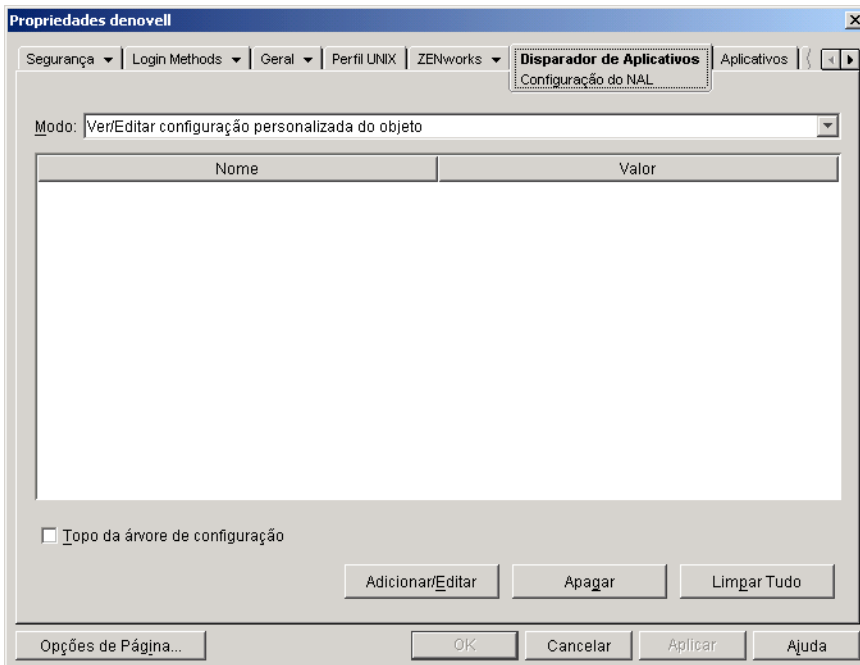 Propriedades denovell
Segurança Login Methods Geral Perfil UNIX ZENworks Disparador de Aplicativos Aplicativos
Configuração do NAL
Modo: Ver/Editar configuração personalizada do objeto
Nome Valor
Topo da árvore de configuração
Adicionar/Editar Apagar Limpar Tudo
Opções de Página... OK Cancelar Aplicar Ajuda